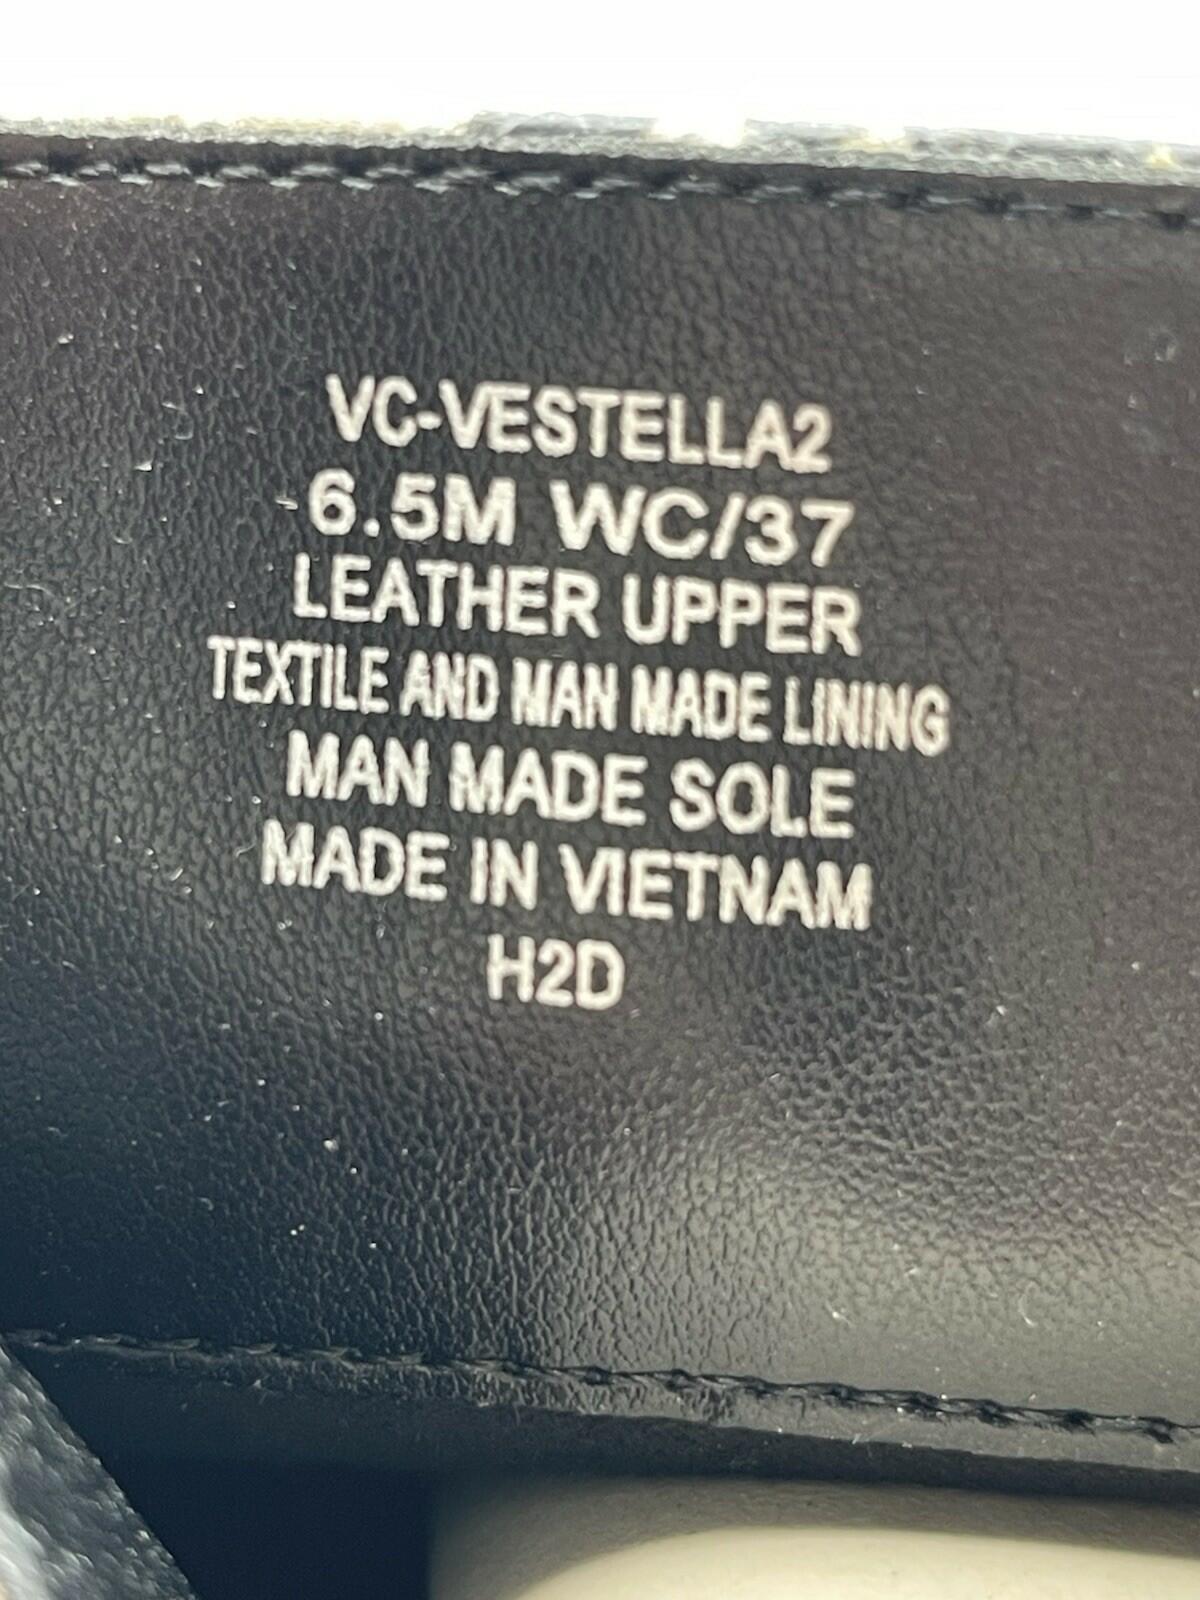 VC-VESTELLA2
6.5M WC/37
LEATHER UPPER
TEXTILE AND MAN MADE LINING
MAN MADE SOLE
MADE IN VIETNAM
H2D